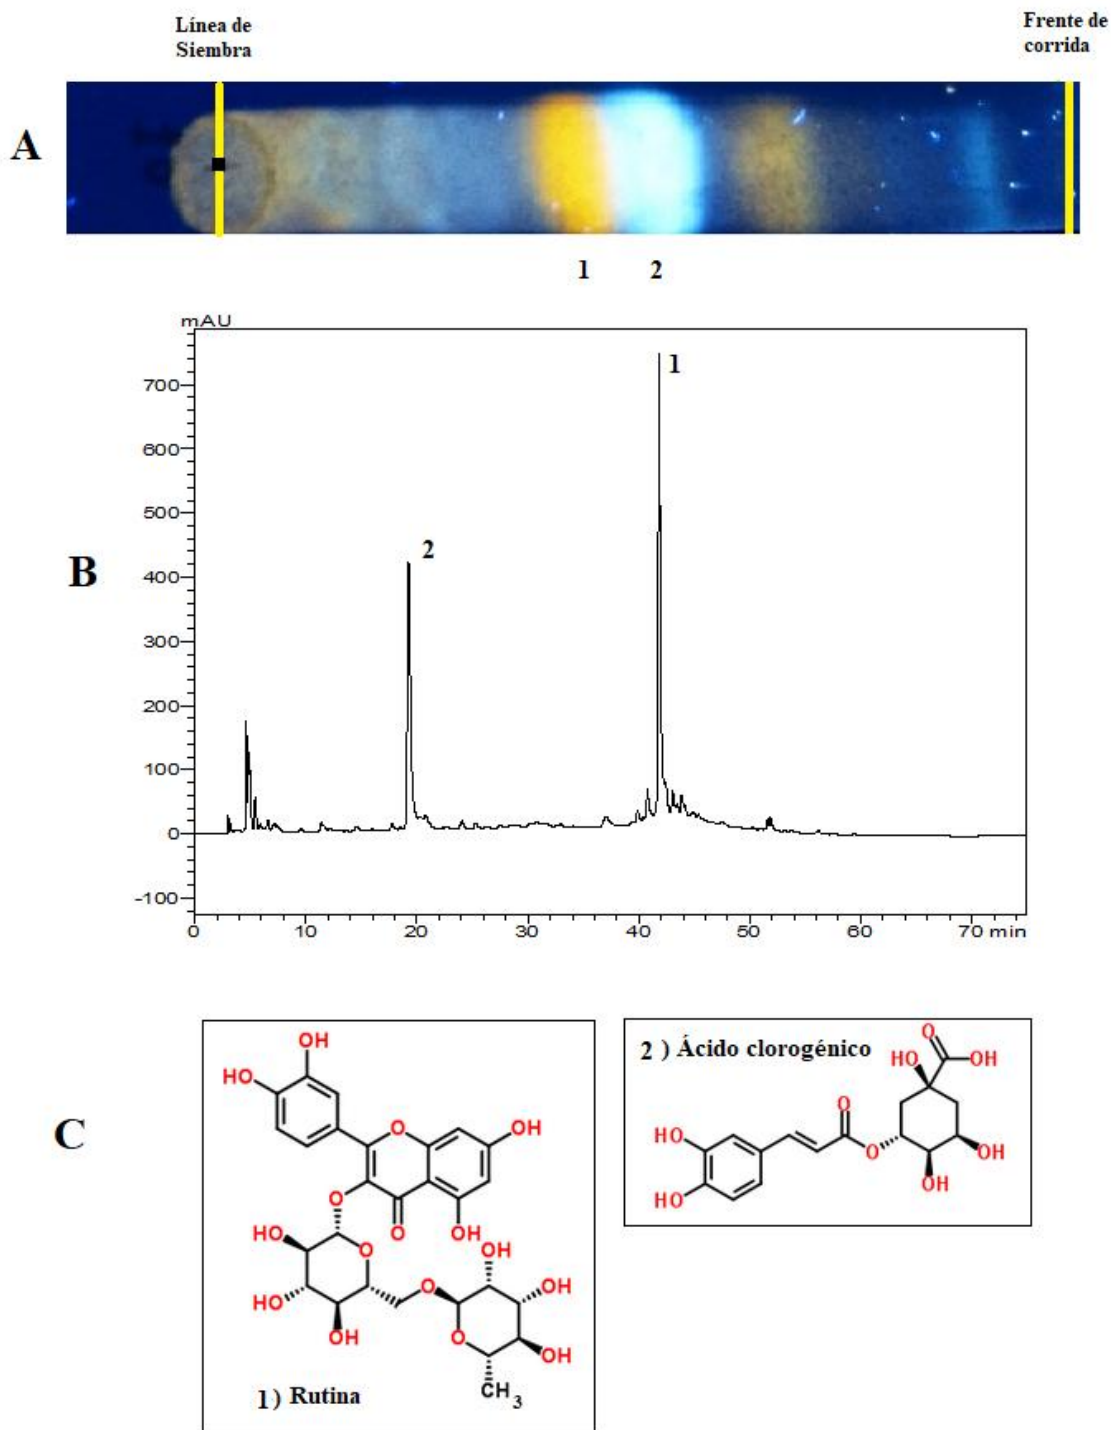 Línea de
Siembra
Frente de
corrida
A
1 2
mAU
700
600
500
400
300
200
100
0
-100
0 10 20 30 40 50 60 70 min
1
2
B
C
OH
HO
O
OH
O
O
OH
HO
O
OH
HO
O
OH
OH
O
OH
CH3
1 ) Rutina
2 ) Ácido clorogénico
O
HO
OH
O
HO
O
OH
HO
OH